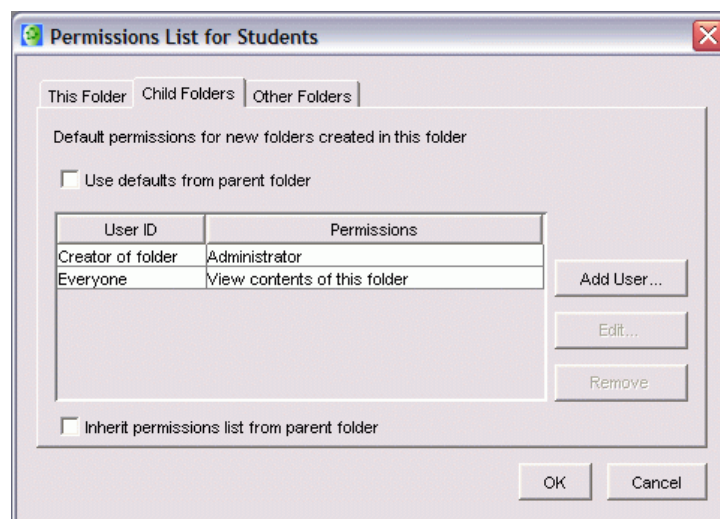 Permissions List for Students
This Folder Child Folders Other Folders
Default permissions for new folders created in this folder
Use defaults from parent folder
User ID Permissions
Creator of folder Administrator
Everyone View contents of this folder
Add User...
Edit...
Remove
Inherit permissions list from parent folder
OK Cancel